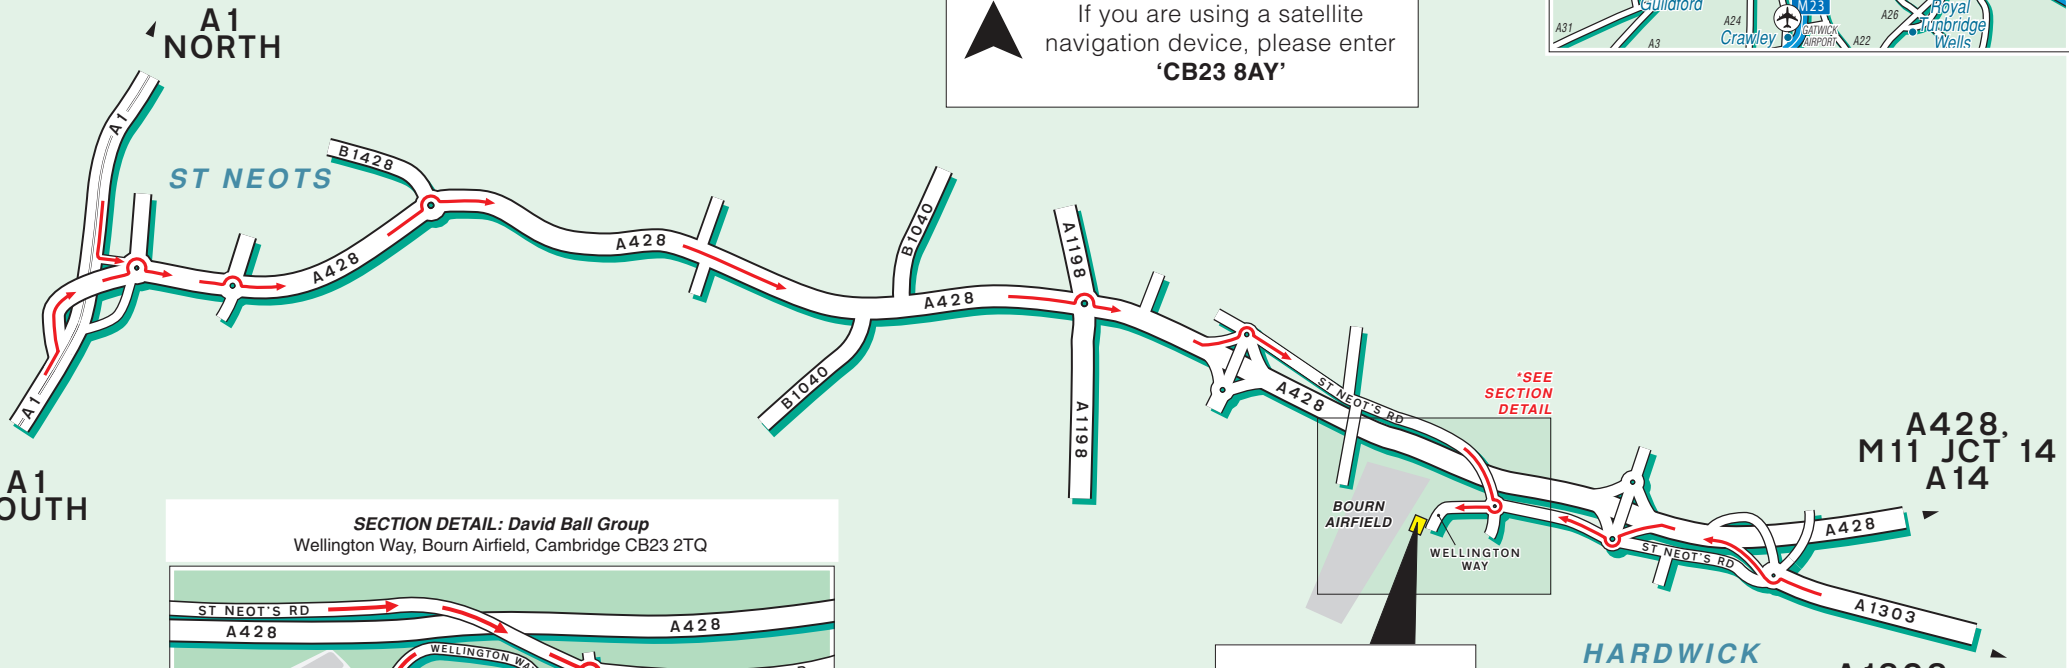 A1
NORTH
If you are using a satellite
navigation device, please enter
‘CB23 8AY’
Guildford
M23
A31
A3
A24
Crawley
GATWICK
AIRPORT
A22
A26
Royal
Tunbridge
Wells
A1
ST NEOTS
B1428
A428
A428
B1040
A428
B1040
A1198
A1198
A1
ST NEOT'S RD
A428
*SEE
SECTION
DETAIL
A428,
M11 JCT 14
A14
A1
OUTH
BOURN
AIRFIELD
WELLINGTON
WAY
ST NEOT'S RD
A428
A1303
HARDWICK
SECTION DETAIL: David Ball Group
Wellington Way, Bourn Airfield, Cambridge CB23 2TQ
ST NEOT'S RD
A428
A428
WELLINGTON WA